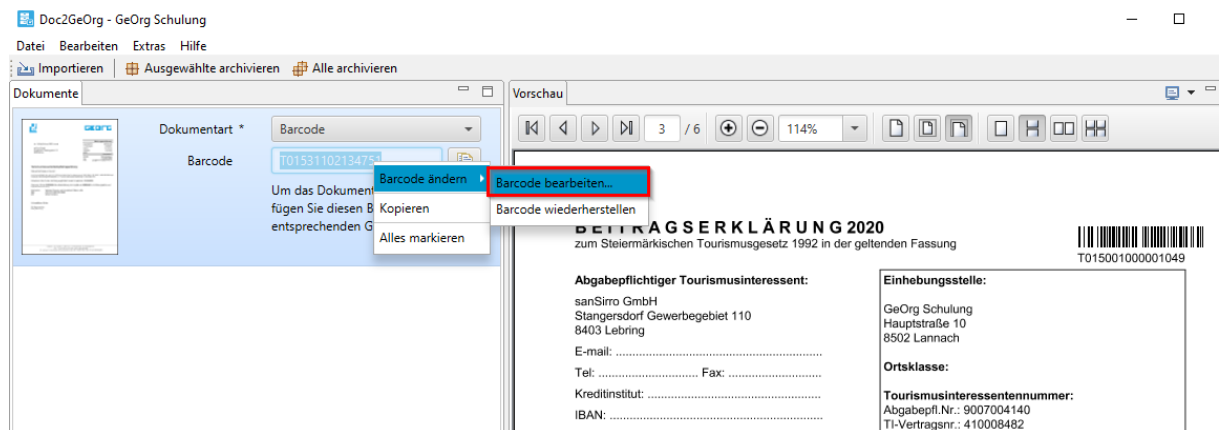 Doc2GeOrg - GeOrg Schulung
Datei Bearbeiten Extras Hilfe
Importieren Ausgewählte archivieren Alle archivieren
Dokumente
Vorschau
GEORG
Dokumentart * Barcode
Barcode T01531102134751
Um das Dokument
fügen Sie diesen B
entsprechenden G
Barcode ändern
Kopieren
Alles markieren
Barcode bearbeiten...
Barcode wiederherstellen
3 / 6 114%
BEITRAGSERKLÄRUNG 2020
zum Steiermärkischen Tourismusgesetz 1992 in der geltenden Fassung
T015001000001049
Abgabepflichtiger Tourismusinteressent:
sanSirro GmbH
Stangersdorf Gewerbegebiet 110
8403 Lebring
E-mail: ................................................................
Tel: .............................. Fax: ............................
Kreditinstitut: .....................................................
IBAN: ................................................................
Einhebungsstelle:
GeOrg Schulung
Hauptstraße 10
8502 Lannach
Ortsklasse:
Tourismusinteressentennummer:
Abgabepfl.Nr.: 9007004140
TI-Vertragsnr.: 410008482